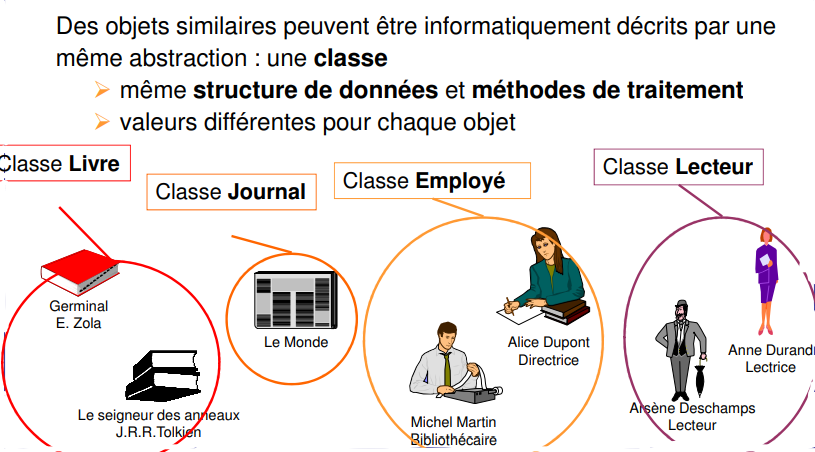 Des objets similaires peuvent être informatiquement décrits par une
même abstraction : une classe
➢ même structure de données et méthodes de traitement
➢ valeurs différentes pour chaque objet
Classe Livre
Classe Journal
Classe Employé
Classe Lecteur
Germinal
E. Zola
Le seigneur des anneaux
J.R.R.Tolkien
Le Monde
Alice Dupont
Directrice
Michel Martin
Bibliothécaire
Anne Durand
Lectrice
Arsène Deschamps
Lecteur